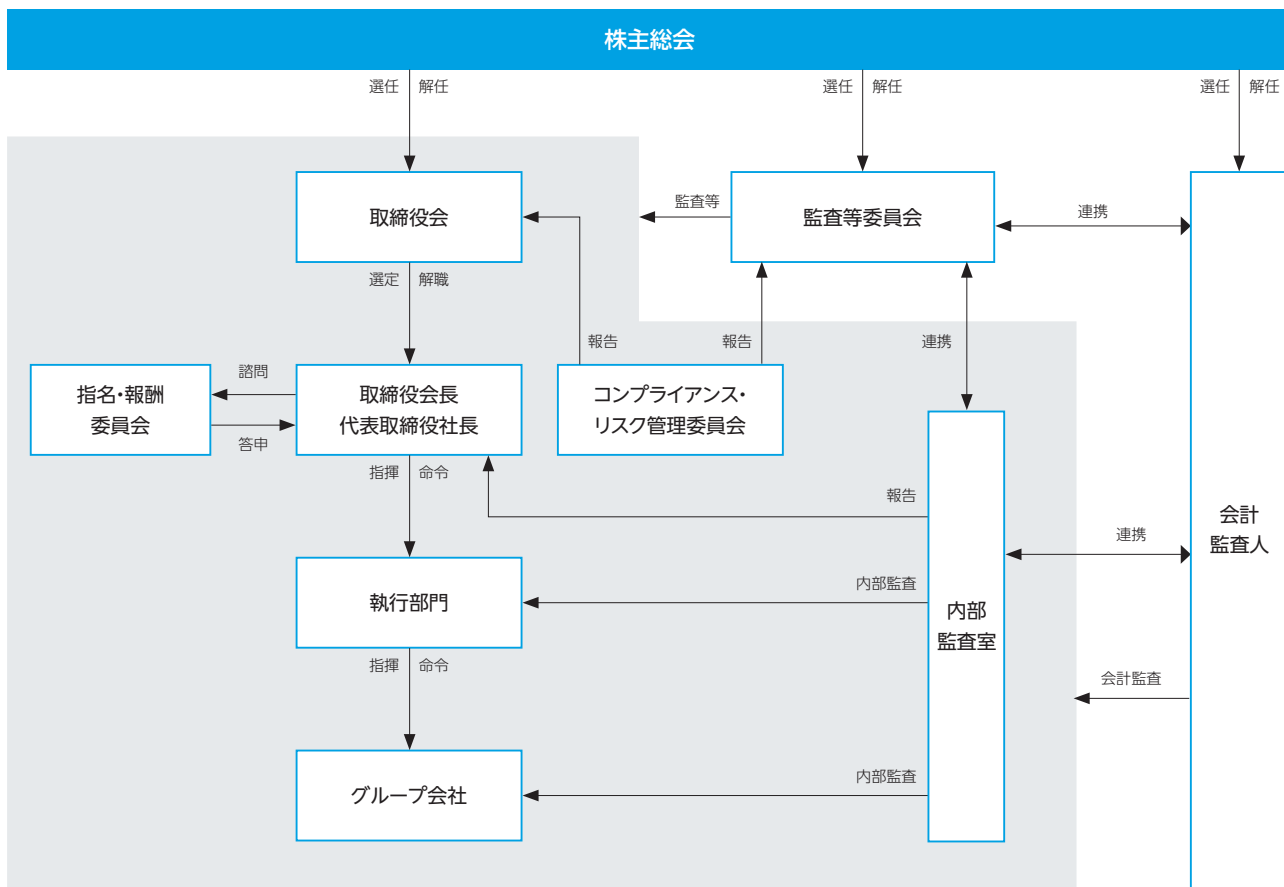 株主総会
選任 解任
選任 解任
選任 解任
取締役会
監査等
監査等委員会
連携
選定 解職
報告
報告
連携
指名・報酬
委員会
諮問
答申
取締役会長
代表取締役社長
コンプライアンス・
リスク管理委員会
指揮 命令
報告
会計
監査人
連携
執行部門
内部監査
内部
監査室
指揮 命令
会計監査
グループ会社
内部監査